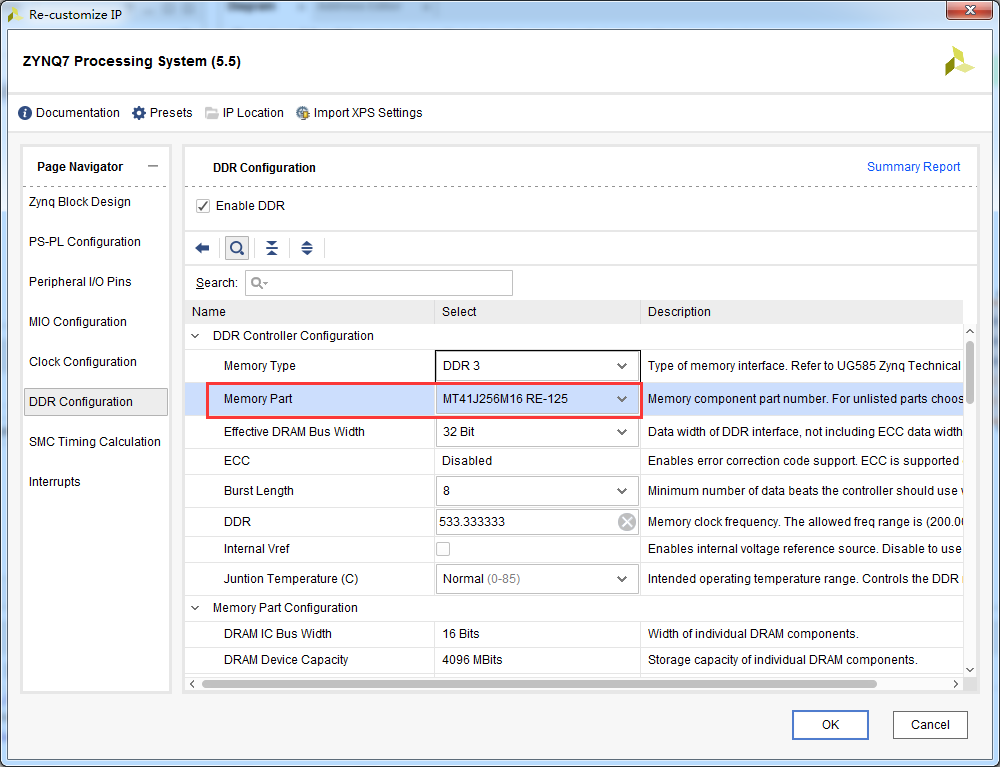 Re-customize IP
ZYNQ7 Processing System (5.5)
Documentation Presets IP Location Import XPS Settings
Page Navigator
Zynq Block Design
PS-PL Configuration
Peripheral I/O Pins
MIO Configuration
Clock Configuration
DDR Configuration
SMC Timing Calculation
Interrupts
DDR Configuration Summary Report
Enable DDR
Search:
Name Select Description
DDR Controller Configuration
Memory Type DDR 3 Type of memory interface. Refer to UG585 Zynq Technical
Memory Part MT41J256M16 RE-125 Memory component part number. For unlisted parts choos
Effective DRAM Bus Width 32 Bit Data width of DDR interface, not including ECC data width
ECC Disabled Enables error correction code support. ECC is supported
Burst Length 8 Minimum number of data beats the controller should use
DDR 533.333333 Memory clock frequency. The allowed freq range is (200.00
Internal Vref Enables internal voltage reference source. Disable to use
Juntion Temperature (C) Normal (0-85) Intended operating temperature range. Controls the DDR
Memory Part Configuration
DRAM IC Bus Width 16 Bits Width of individual DRAM components.
DRAM Device Capacity 4096 MBits Storage capacity of individual DRAM components.
OK Cancel